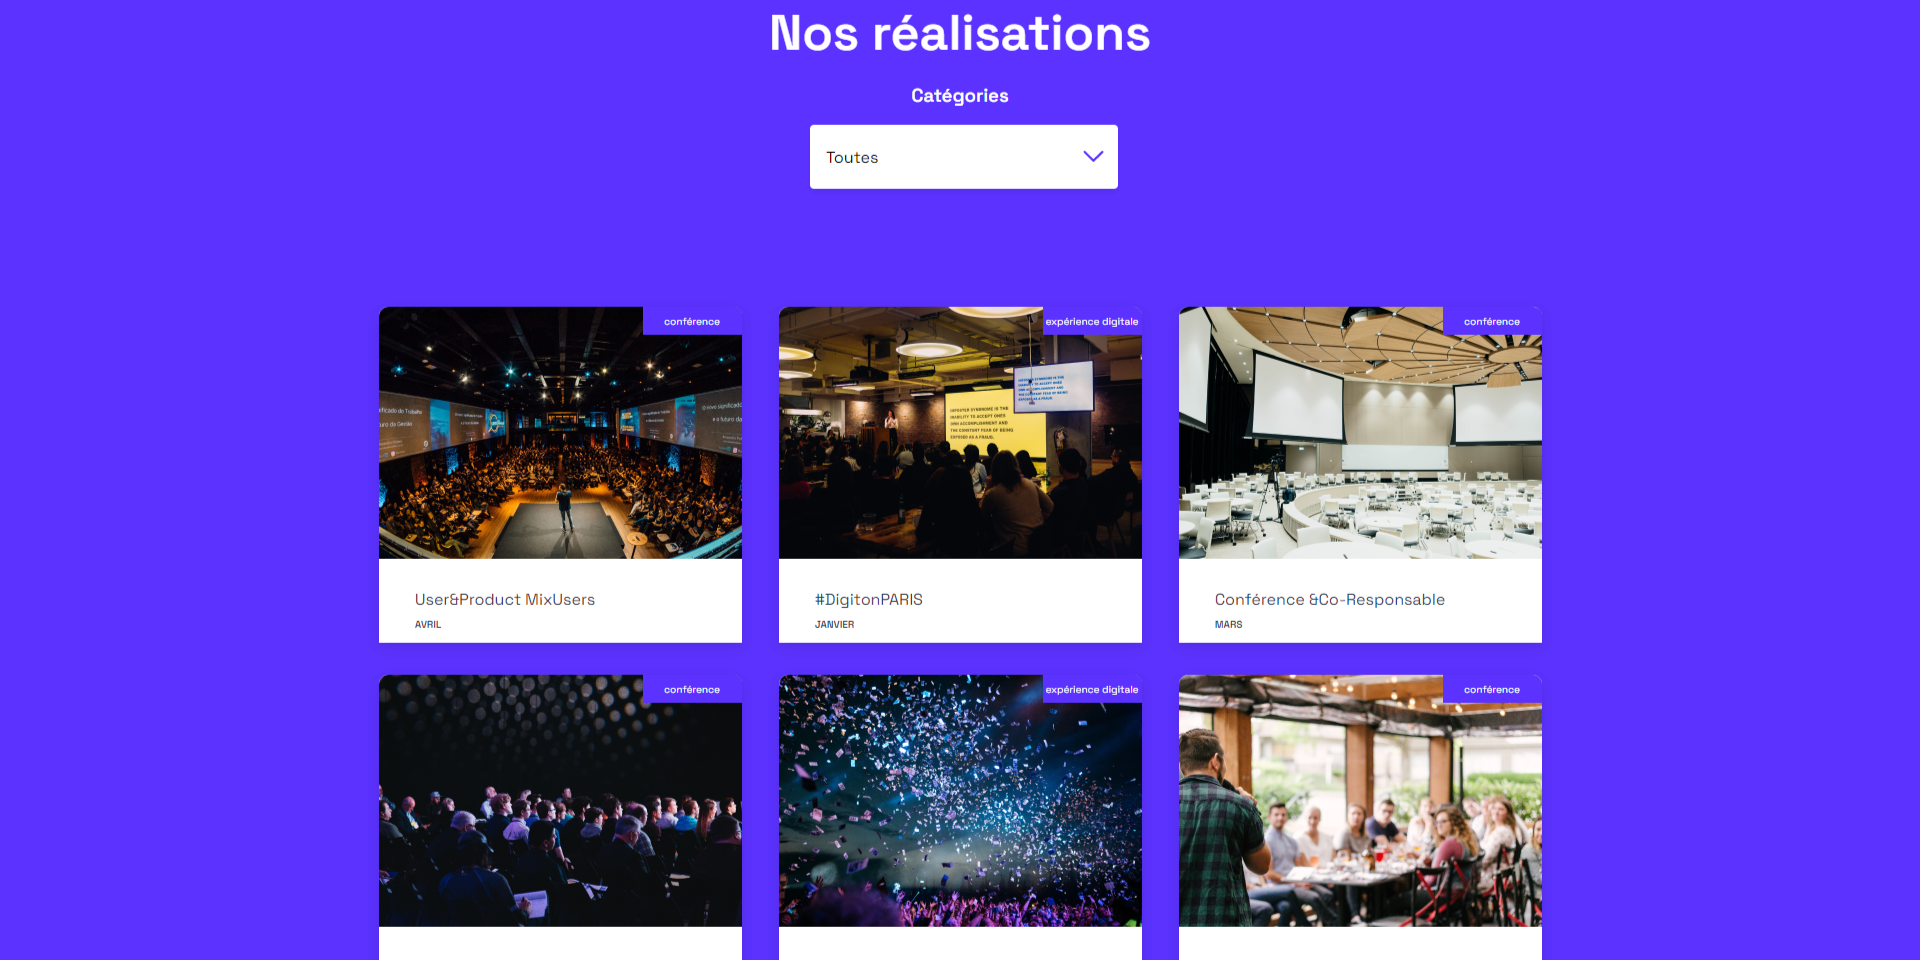 Nos réalisations
Catégories
Toutes
conférence
expérience digitale
conférence
User&Product MixUsers
AVRIL
#DigitonPARIS
JANVIER
Conférence &Co-Responsable
MARS
conférence
expérience digitale
conférence